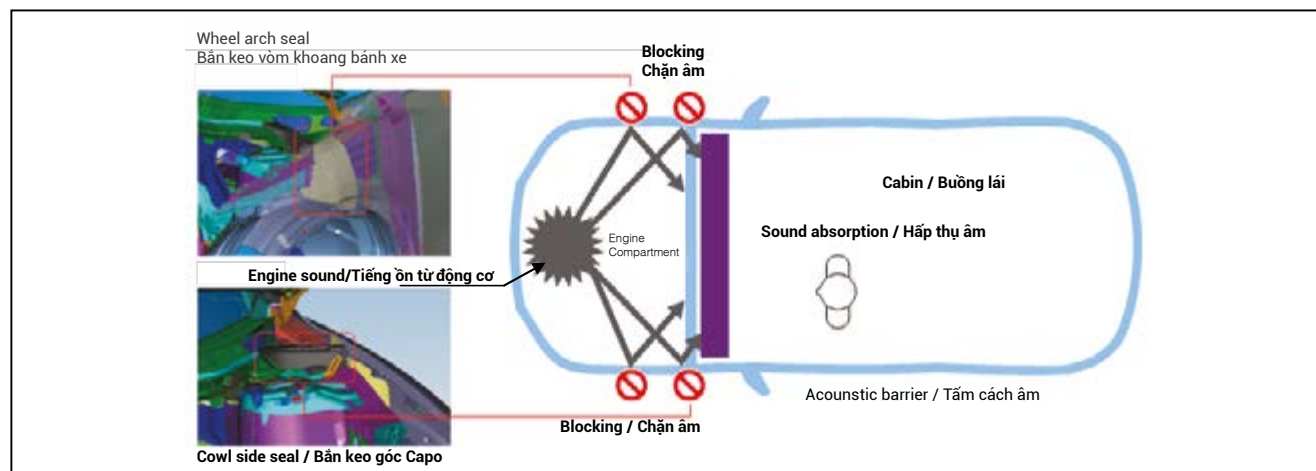 Wheel arch seal
Bắn keo vòm khoang bánh xe
Blocking
Chặn âm
Cabin / Buồng lái
Sound absorption / Hấp thụ âm
Engine
Compartment
Engine sound/Tiếng ồn từ động cơ
Acounstic barrier / Tấm cách âm
Blocking / Chặn âm
Cowl side seal / Bắn keo góc Capo